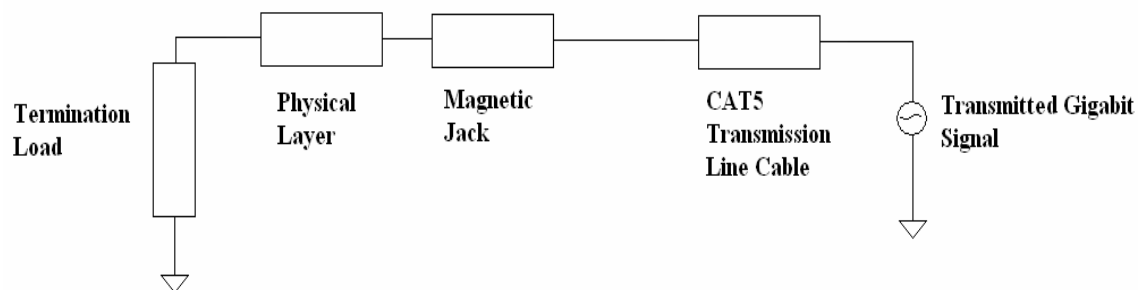 Termination
Load
Physical
Layer
Magnetic
Jack
CAT5
Transmission
Line Cable
Transmitted Gigabit
Signal